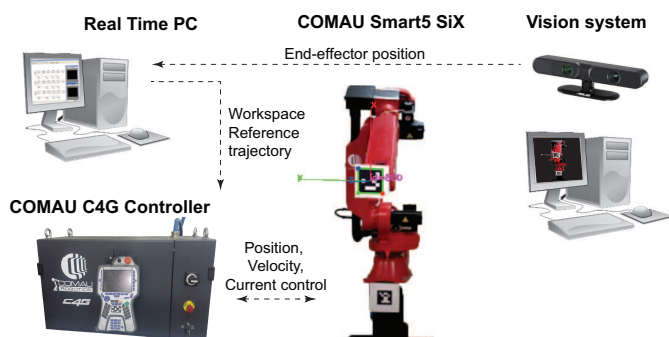 Real Time PC
COMAU Smart5 SiX
Vision system
End-effector position
Workspace
Reference
trajectory
COMAU C4G Controller
Position,
Velocity,
Current control
COMAU
ROBOTICS
C4G
x
y